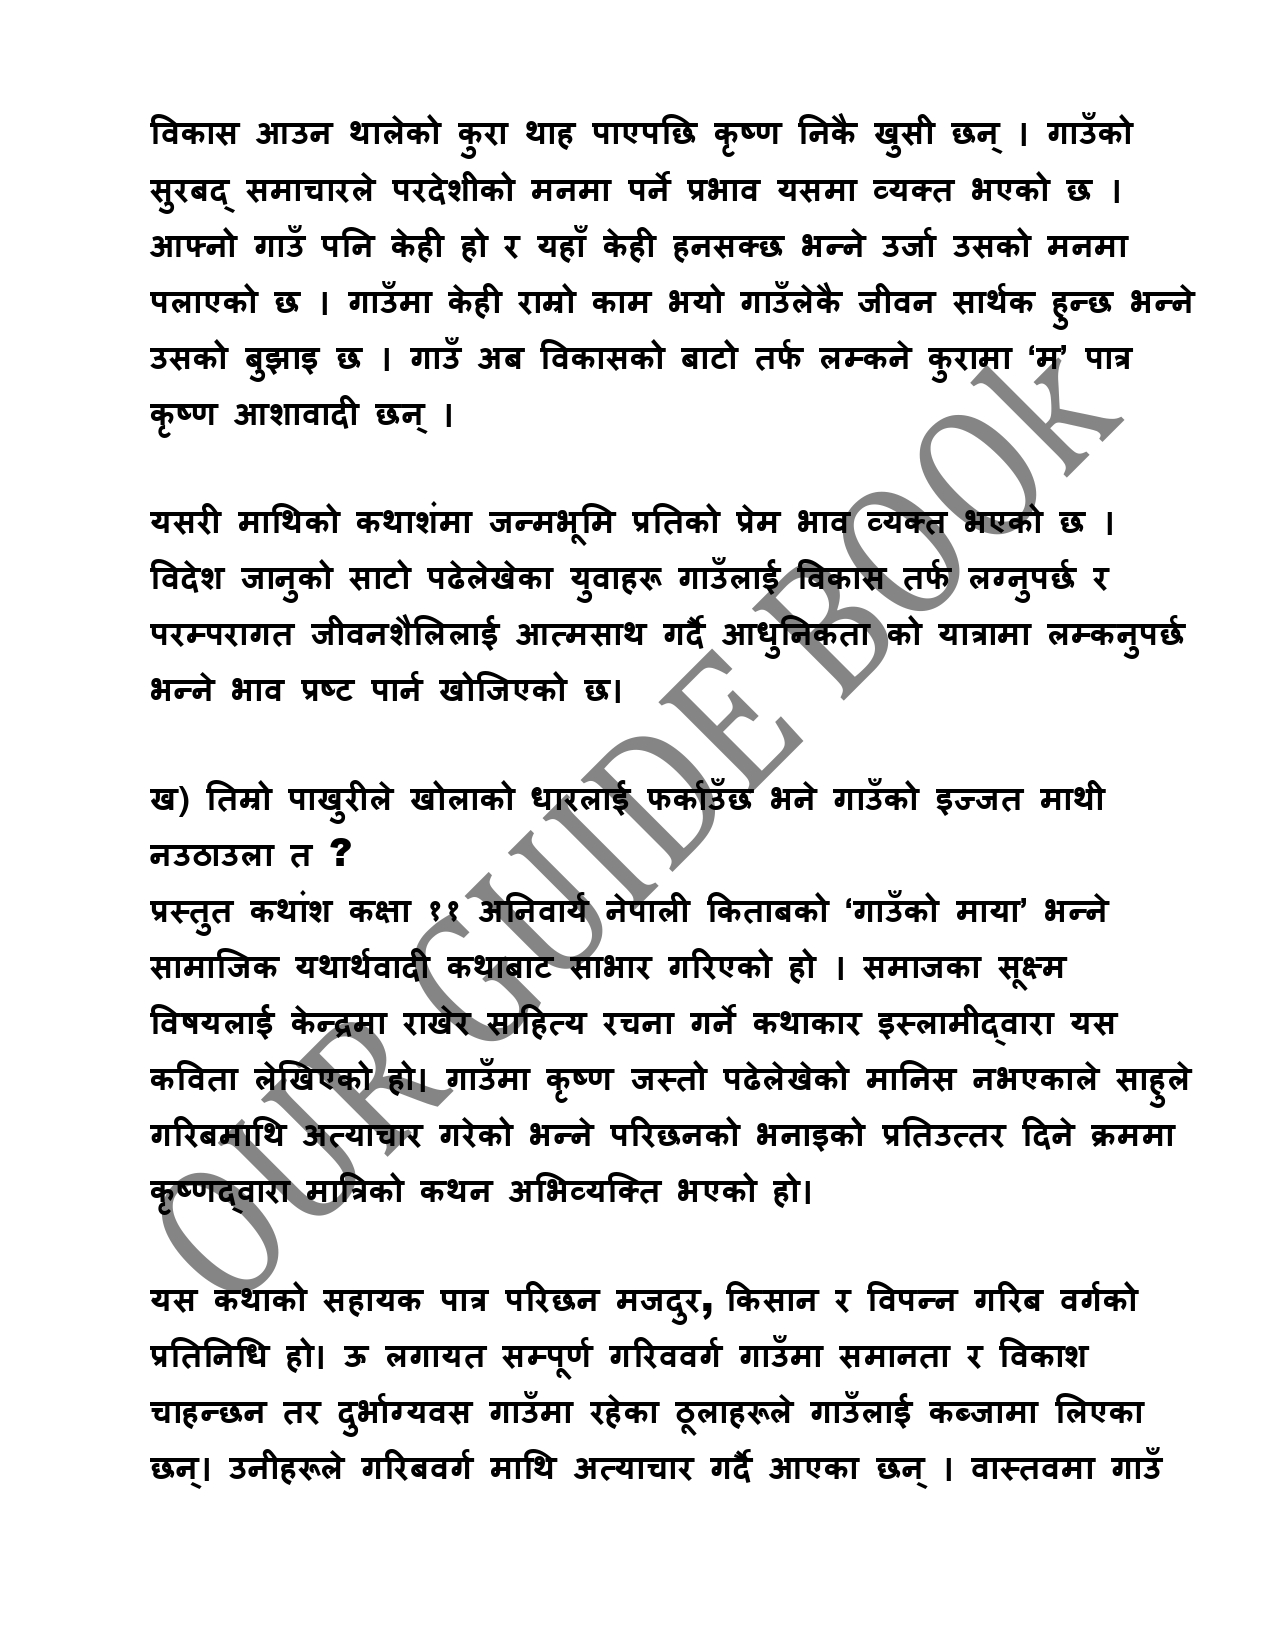 विकास आउन थालेको कुरा थाह पाएपछि कृष्ण निकै खुसी छन् । गाउँको
सुरबद् समाचारले परदेशीको मनमा पर्ने प्रभाव यसमा व्यक्त भएको छ ।
आफ्नो गाउँ पनि केही हो र यहाँ केही हनसक्छ भन्ने उर्जा उसको मनमा
पलाएको छ । गाउँमा केही राम्रो काम भयो गाउँलेकै जीवन सार्थक हुन्छ भन्ने
उसको बुझाइ छ । गाउँ अब विकासको बाटो तर्फ लम्कने कुरामा ‘म’ पात्र
कृष्ण आशावादी छन् ।
यसरी माथिको कथाशंमा जन्मभूमि प्रतिको प्रेम भाव व्यक्त भएको छ ।
विदेश जानुको साटो पढेलेखेका युवाहरू गाउँलाई विकास तर्फ लग्नुपर्छ र
परम्परागत जीवनशैलिलाई आत्मसाथ गर्दै आधुनिकता को यात्रामा लम्कनुपर्छ
भन्ने भाव प्रष्ट पार्न खोजिएको छ।
ख) तिम्रो पाखुरीले खोलाको धारलाई फर्काउँछ भने गाउँको इज्जत माथी
नउठाउला त ?
प्रस्तुत कथांश कक्षा ११ अनिवार्य नेपाली किताबको ‘गाउँको माया’ भन्ने
सामाजिक यथार्थवादी कथाबाट साभार गरिएको हो । समाजका सूक्ष्म
विषयलाई केन्द्रमा राखेर साहित्य रचना गर्ने कथाकार इस्लामीद्वारा यस
कविता लेखिएको हो। गाउँमा कृष्ण जस्तो पढेलेखेको मानिस नभएकाले साहुले
गरिबमाथि अत्याचार गरेको भन्ने परिछनको भनाइको प्रतिउत्तर दिने क्रममा
कृष्णद्वारा मात्रिको कथन अभिव्यक्ति भएको हो।
यस कथाको सहायक पात्र परिछन मजदुर, किसान र विपन्न गरिब वर्गको
प्रतिनिधि हो। ऊ लगायत सम्पूर्ण गरिववर्ग गाउँमा समानता र विकाश
चाहन्छन तर दुर्भाग्यवस गाउँमा रहेका ठूलाहरूले गाउँलाई कब्जामा लिएका
छन्। उनीहरूले गरिबवर्ग माथि अत्याचार गर्दै आएका छन् । वास्तवमा गाउँ
OUR GUIDE BOOk